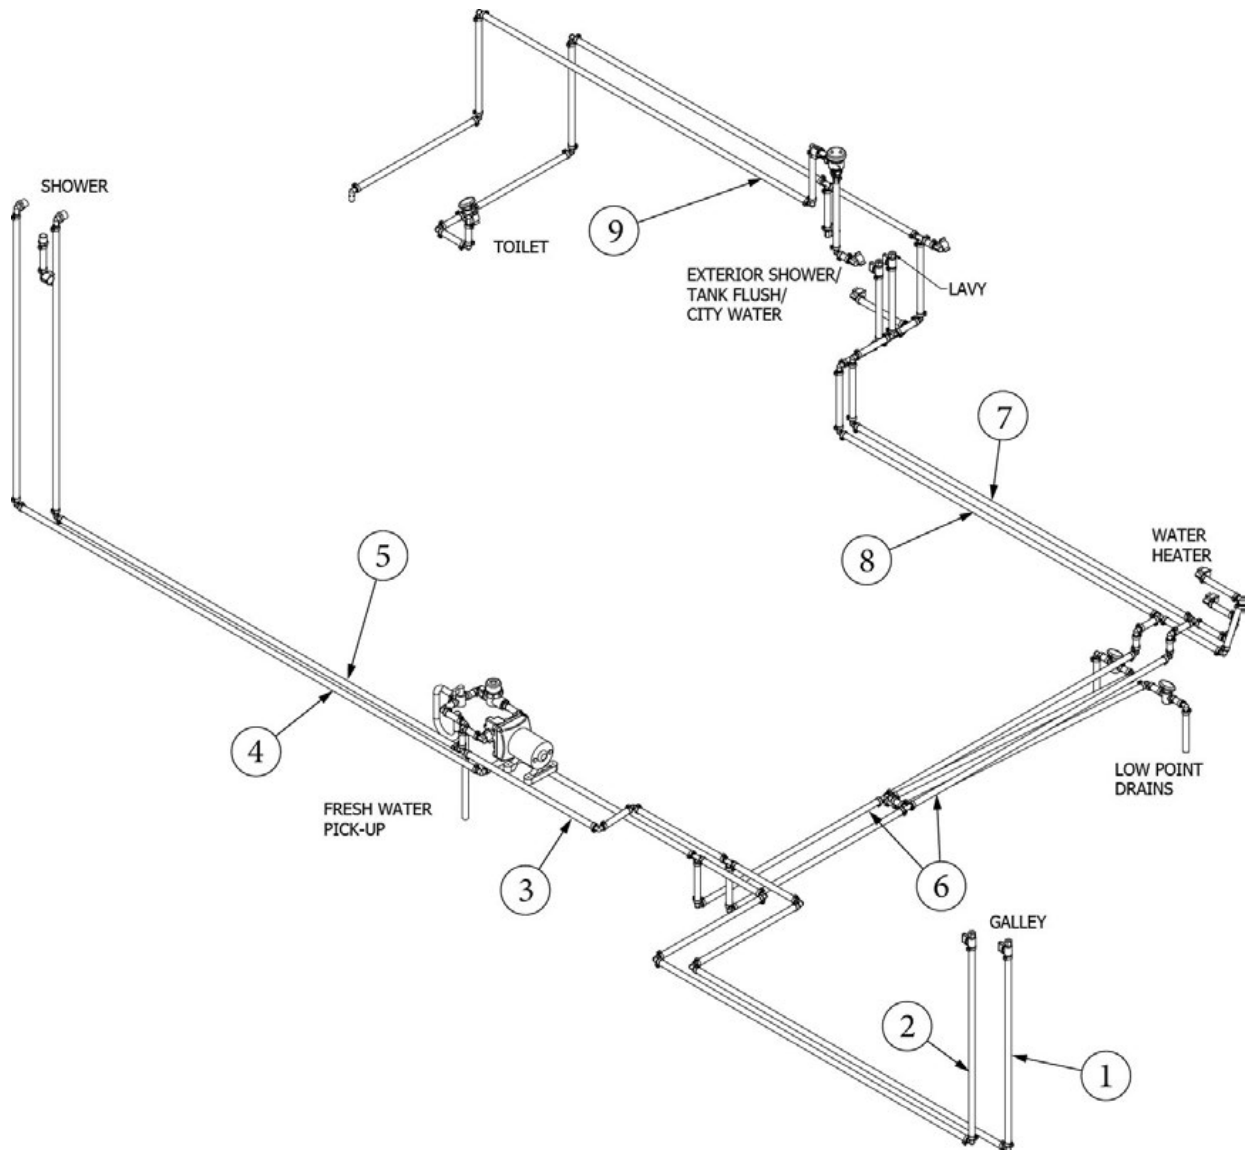 SHOWER
TOILET
9
EXTERIOR SHOWER/
TANK FLUSH/
CITY WATER
LAVY
7
8
WATER
HEATER
5
4
FRESH WATER
PICK-UP
3
LOW POINT
DRAINS
6
GALLEY
2
1